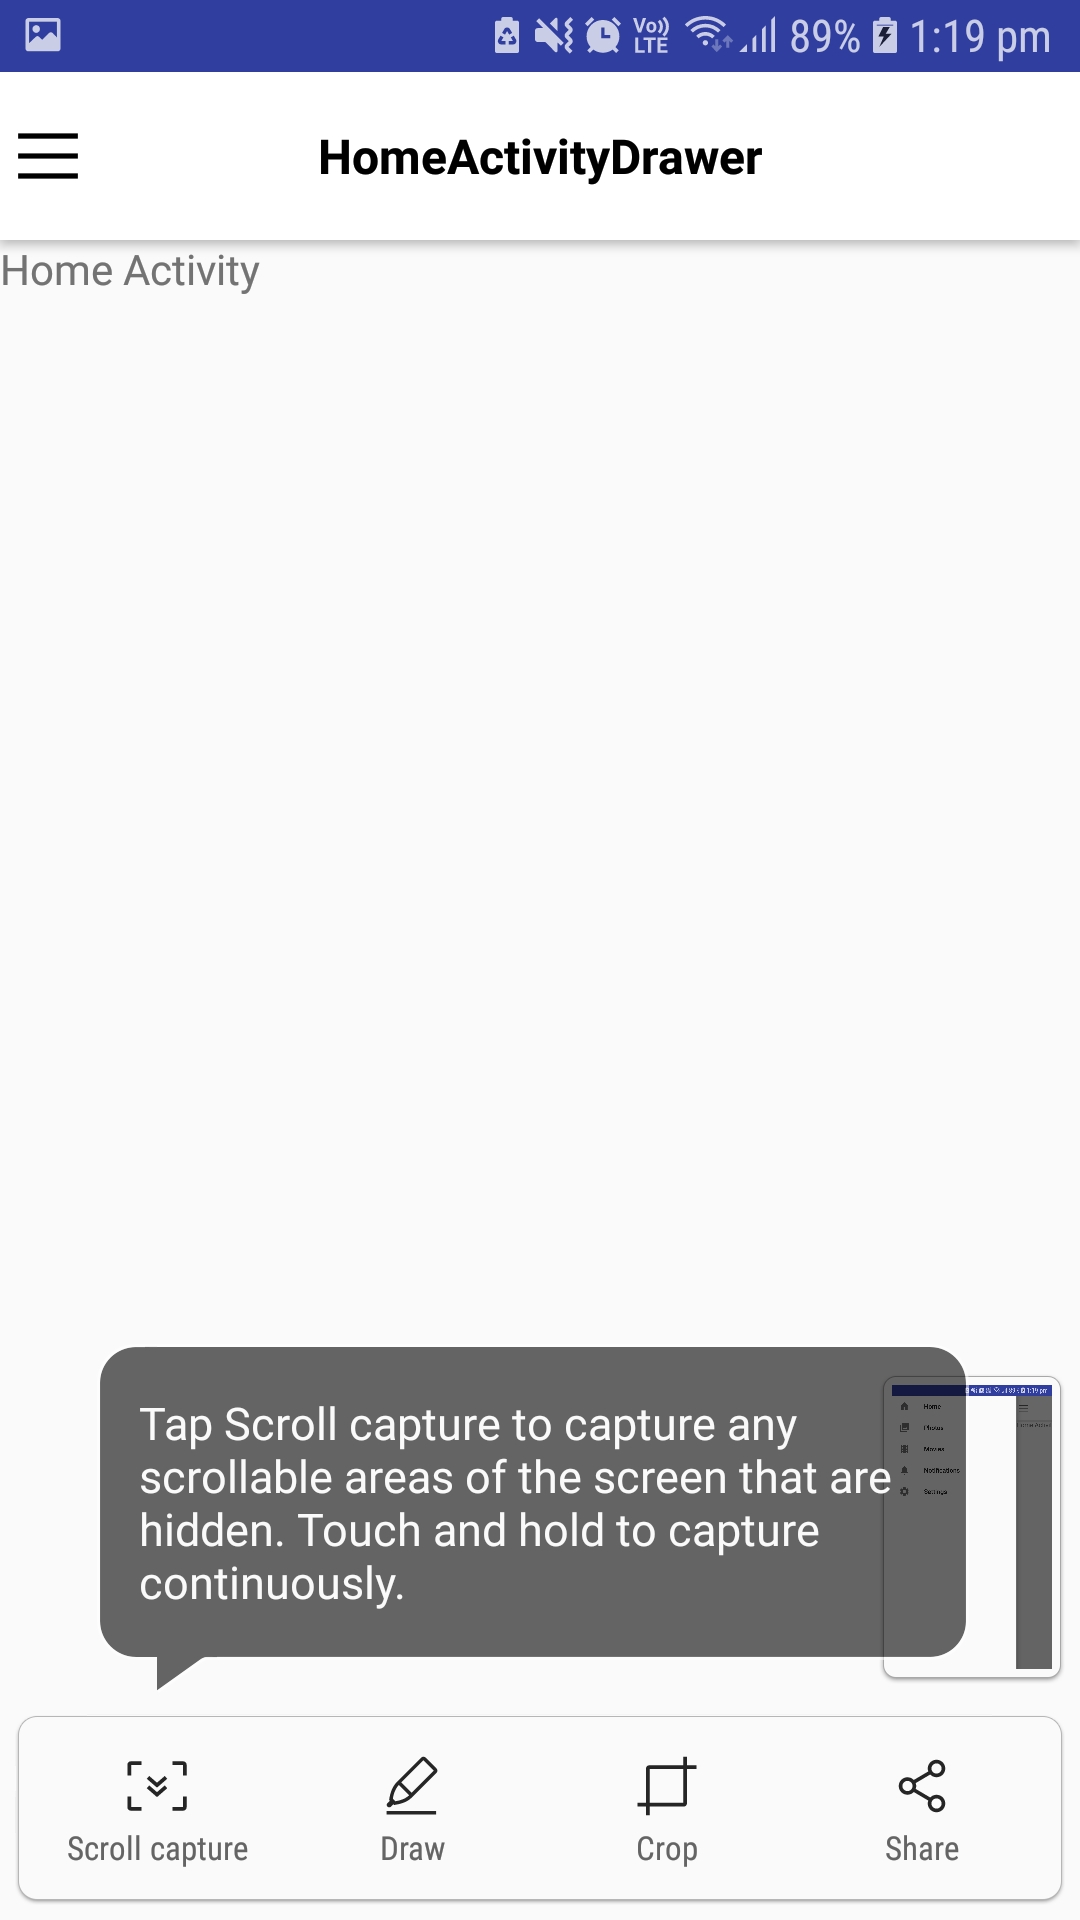 Vo)) LTE 89% 1:19 pm
HomeActivityDrawer
Home Activity
Tap Scroll capture to capture any
scrollable areas of the screen that are
hidden. Touch and hold to capture
continuously.
Home
Photos
Movies
Notifications
Settings
Scroll capture Draw Crop Share